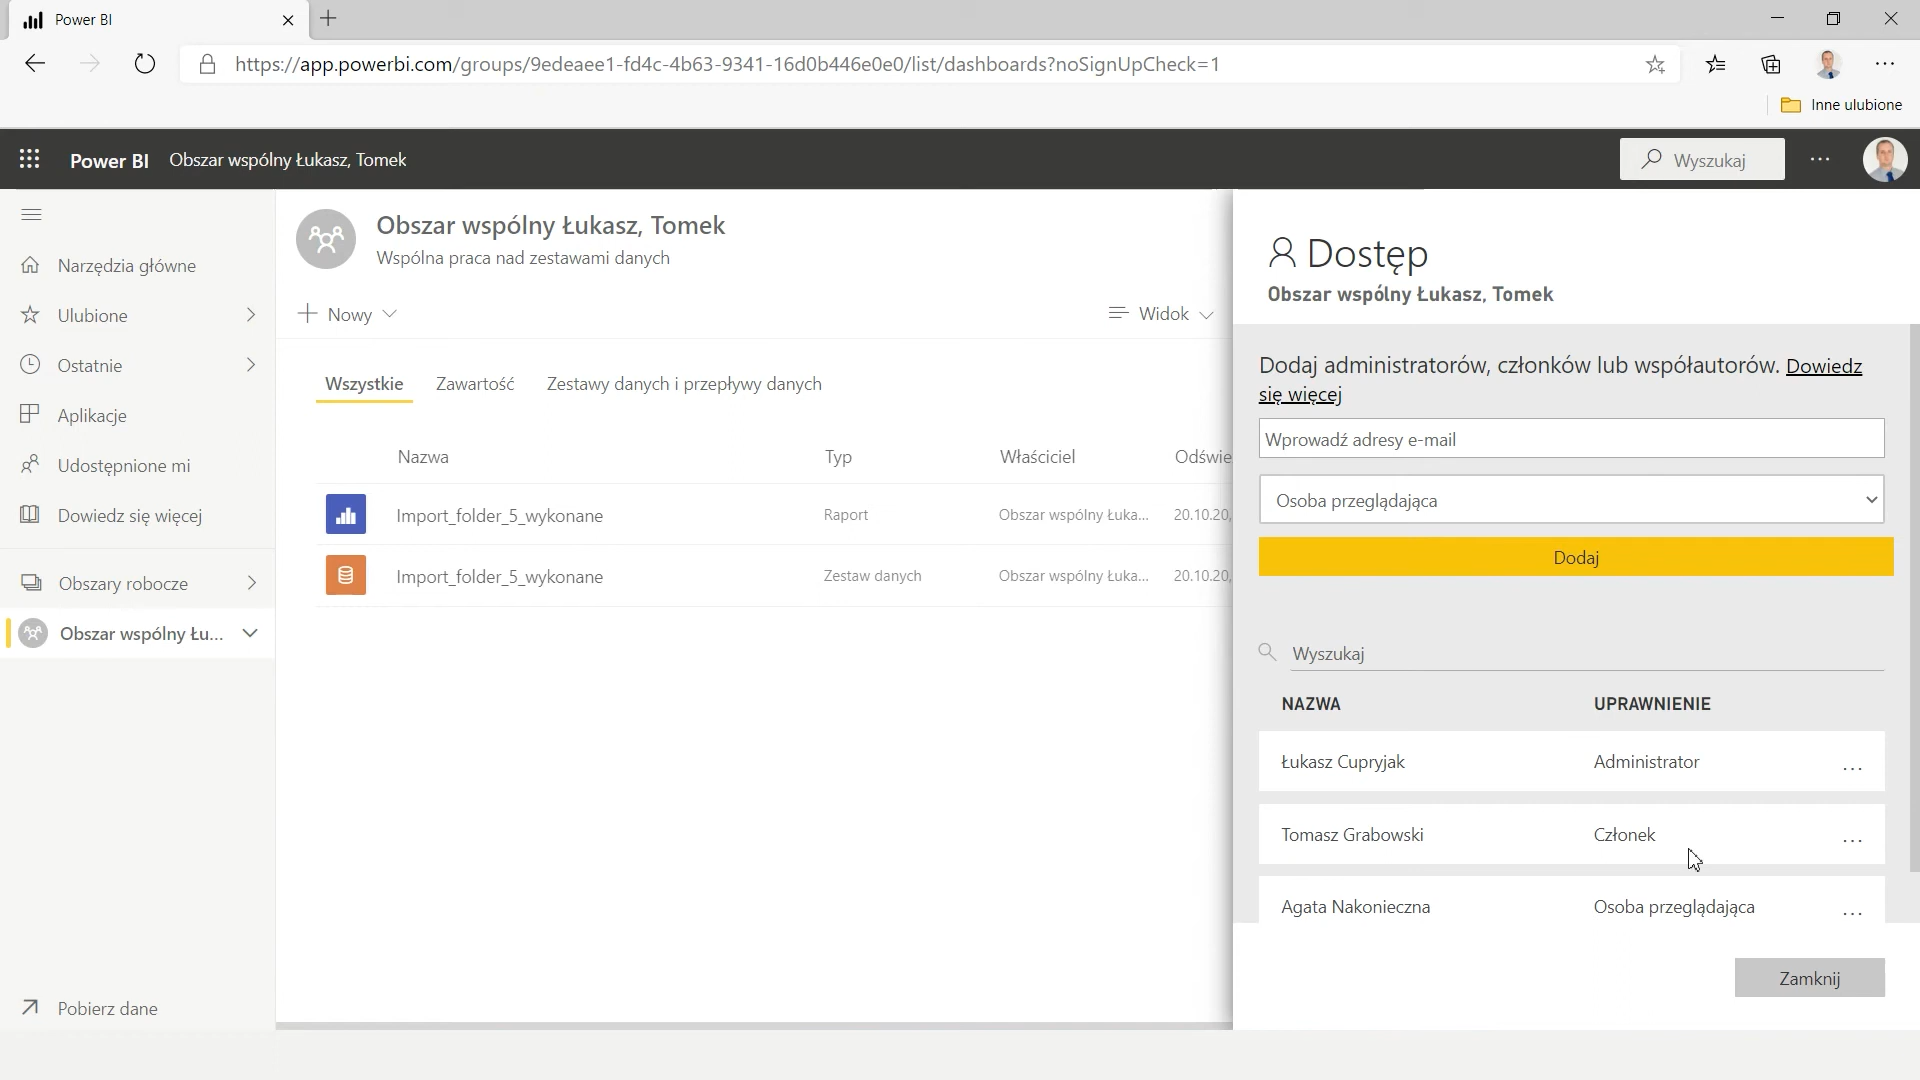 Power BI
https://app.powerbi.com/groups/9edeaee1-fd4c-4b63-9341-16d0b446e0e0/list/dashboards?noSignUpCheck=1
Inne ulubione
Power BI Obszar wspólny Łukasz, Tomek
Wyszukaj
Narzędzia główne
Ulubione
Ostatnie
Aplikacje
Udostępnione mi
Dowiedz się więcej
Obszary robocze
Obszar wspólny Łu...
Pobierz dane
Obszar wspólny Łukasz, Tomek
Wspólna praca nad zestawami danych
Nowy
Widok
Wszystkie Zawartość Zestawy danych i przepływy danych
Nazwa Typ Właściciel Odświe
Import_folder_5_wykonane Raport Obszar wspólny Łuka... 20.10.20,
Import_folder_5_wykonane Zestaw danych Obszar wspólny Łuka... 20.10.20,
Dostęp
Obszar wspólny Łukasz, Tomek
Dodaj administratorów, członków lub współautorów. Dowiedz
się więcej
Wprowadź adresy e-mail
Osoba przeglądająca
Dodaj
Wyszukaj
NAZWA UPRAWNIENIE
Łukasz Cupryjak Administrator ...
Tomasz Grabowski Członek ...
Agata Nakonieczna Osoba przeglądająca ...
Zamknij